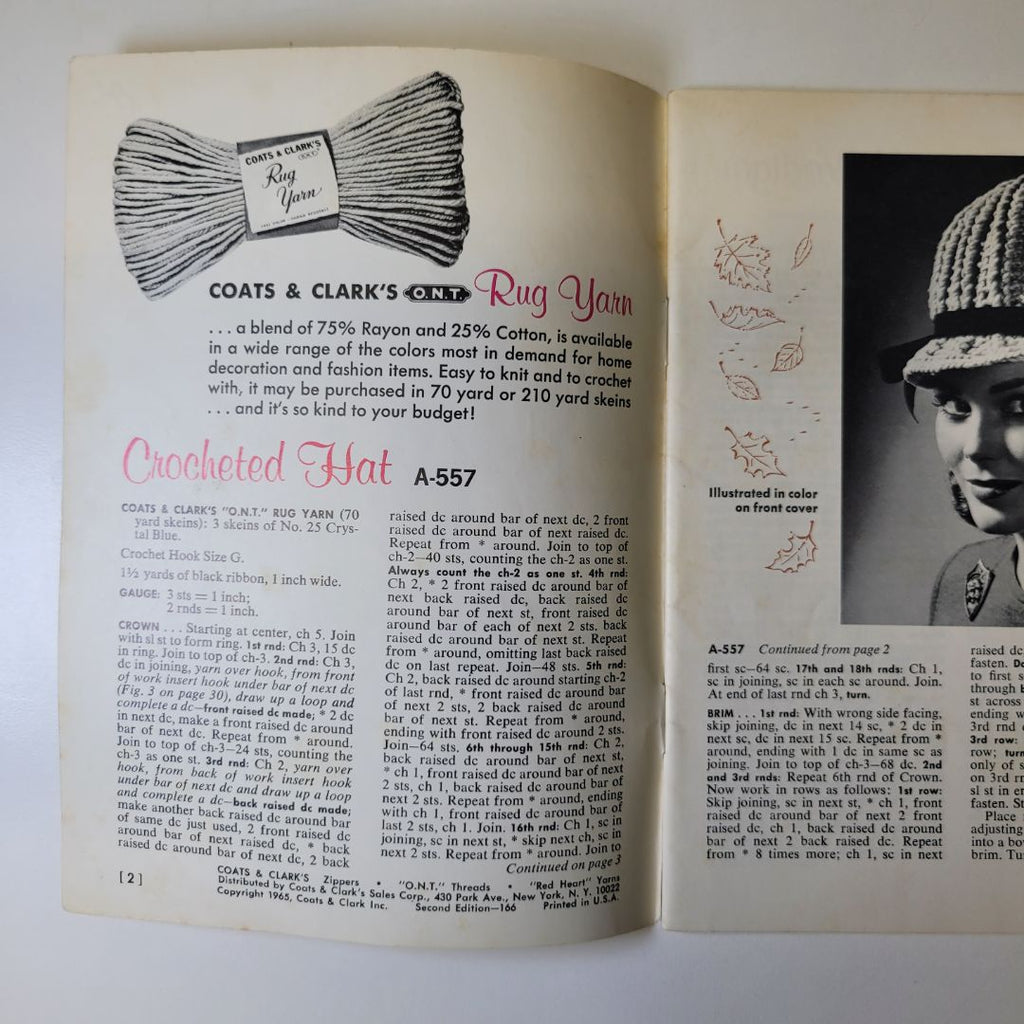 COATS & CLARK'S
O.N.T.
Rug
Yarn
COATS & CLARK'S O.N.T. Rug Yarn
. . . a blend of 75% Rayon and 25% Cotton, is available
in a wide range of the colors most in demand for home
decoration and fashion items. Easy to knit and to crochet
with, it may be purchased in 70 yard or 210 yard skeins
. . . and it's so kind to your budget!
Crocheted Hat A-557
COATS & CLARK'S "O.N.T." RUG YARN (70
yard skeins): 3 skeins of No. 25 Crys-
tal Blue.
Crochet Hook Size G.
1½ yards of black ribbon, 1 inch wide.
GAUGE: 3 sts = 1 inch;
2 rnds = 1 inch.
CROWN . . . Starting at center, ch 5. Join
with sl st to form ring. 1st rnd: Ch 3, 15 dc
in ring. Join to top of ch-3. 2nd rnd: Ch 3,
dc in joining, yarn over hook, from front
of work insert hook under bar of next dc
(Fig. 3 on page 30), draw up a loop and
complete a dc—front raised dc made; * 2 dc
in next dc, make a front raised dc around
bar of next dc. Repeat from * around.
Join to top of ch-3—24 sts, counting the
ch-3 as one st. 3rd rnd: Ch 2, yarn over
hook, from back of work insert hook
under bar of next dc and draw up a loop
and complete a dc—back raised dc made;
make another back raised dc around bar
of same dc just used, 2 front raised dc
around bar of next raised dc, * back
raised dc around bar of next dc, 2 back
raised dc around bar of next dc, 2 front
raised dc around bar of next raised dc.
Repeat from * around. Join to top of
ch-2—40 sts, counting the ch-2 as one st.
Always count the ch-2 as one st. 4th rnd:
Ch 2, * 2 front raised dc around bar of
next back raised dc, back raised dc
around bar of next st, front raised dc
around bar of each of next 2 sts. back
raised dc around bar of next st. Repeat
from * around, omitting last back raised
dc on last repeat. Join—48 sts. 5th rnd:
Ch 2, back raised dc around starting ch-2
of last rnd, * front raised dc around bar
of next 2 sts, 2 back raised dc around
bar of next st. Repeat from * around,
ending with front raised dc around 2 sts.
Join—64 sts. 6th through 15th rnd: Ch 2,
back raised dc around bar of next st,
* ch 1, front raised dc around bar of next
2 sts, ch 1, back raised dc around bar of
next 2 sts. Repeat from * around, ending
with ch 1, front raised dc around bar of
last 2 sts, ch 1. Join. 16th rnd: Ch 1, sc in
joining, sc in next st, * skip next ch, sc in
next 2 sts. Repeat from * around. Join to
Continued on page 3
[2]
COATS & CLARK'S Zippers • "O.N.T." Threads • "Red Heart" Yarns
Distributed by Coats & Clark's Sales Corp., 430 Park Ave., New York, N. Y. 10022
Copyright 1965, Coats & Clark Inc. Second Edition—166 Printed in U.S.A.
Illustrated in color
on front cover
A-557 Continued from page 2
first sc—64 sc. 17th and 18th rnds: Ch 1,
sc in joining, sc in each sc around. Join.
At end of last rnd ch 3, turn.
BRIM . . . 1st rnd: With wrong side facing,
skip joining, dc in next 14 sc, * 2 dc in
next sc, dc in next 15 sc. Repeat from *
around, ending with 1 dc in same sc as
joining. Join to top of ch-3—68 dc. 2nd
and 3rd rnds: Repeat 6th rnd of Crown.
Now work in rows as follows: 1st row:
Skip joining, sc in next st, * ch 1, front
raised dc around bar of next 2 front
raised dc, ch 1, back raised dc around
bar of next 2 back raised dc. Repeat
from * 8 times more; ch 1, sc in next
raised dc
fasten.
to first s
through b
st across
ending w
3rd rnd
3rd row:
row; turn
only of s
on 3rd r
sl st in e
fasten. St
Place
adjusting
into a bo
brim. Tu